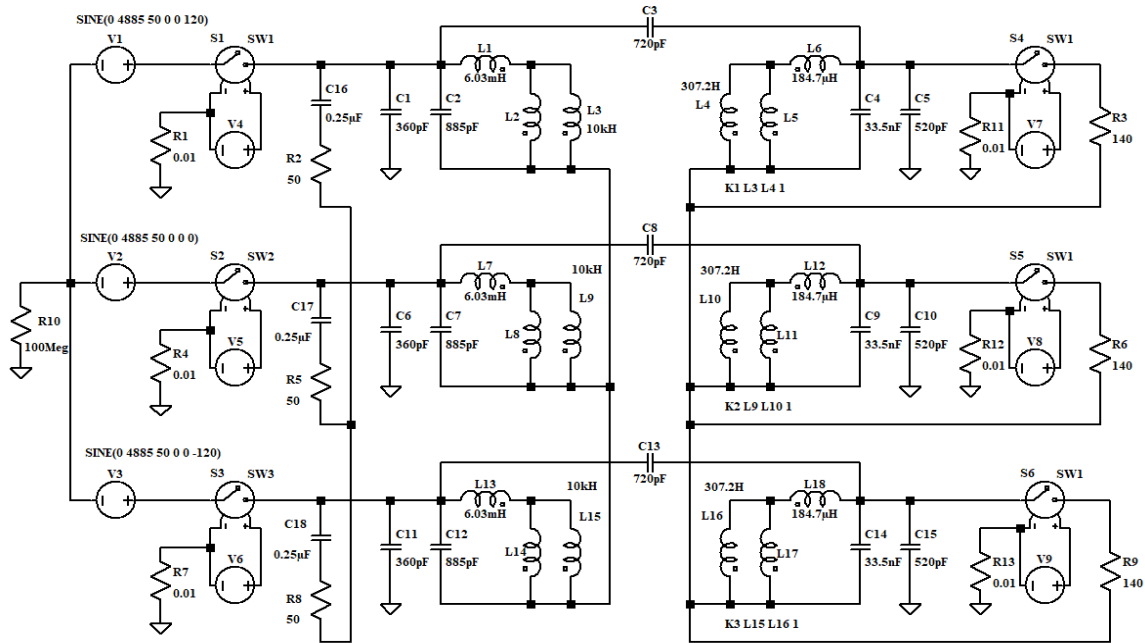 SINE(0 4885 50 0 0 120)
V1
S1
SW1
C16
0.25µF
R1
0.01
V4
R2
50
C1
360pF
C2
885pF
L1
6.03mH
L2
L3
10kH
C3
720pF
307.2H
L4
L5
L6
184.7µH
C4
33.5nF
C5
520pF
S4
SW1
R11
0.01
V7
R3
140
K1 L3 L4 1
SINE(0 4885 50 0 0 0)
V2
S2
SW2
R10
100Meg
C17
0.25µF
R4
0.01
V5
R5
50
C6
360pF
C7
885pF
L7
6.03mH
L8
L9
10kH
C8
720pF
307.2H
L10
L11
L12
184.7µH
C9
33.5nF
C10
520pF
S5
SW1
R12
0.01
V8
R6
140
K2 L9 L10 1
SINE(0 4885 50 0 0 -120)
V3
S3
SW3
C18
0.25µF
R7
0.01
V6
R8
50
C11
360pF
C12
885pF
L13
6.03mH
L14
L15
10kH
C13
720pF
307.2H
L16
L17
L18
184.7µH
C14
33.5nF
C15
520pF
S6
SW1
R13
0.01
V9
R9
140
K3 L15 L16 1